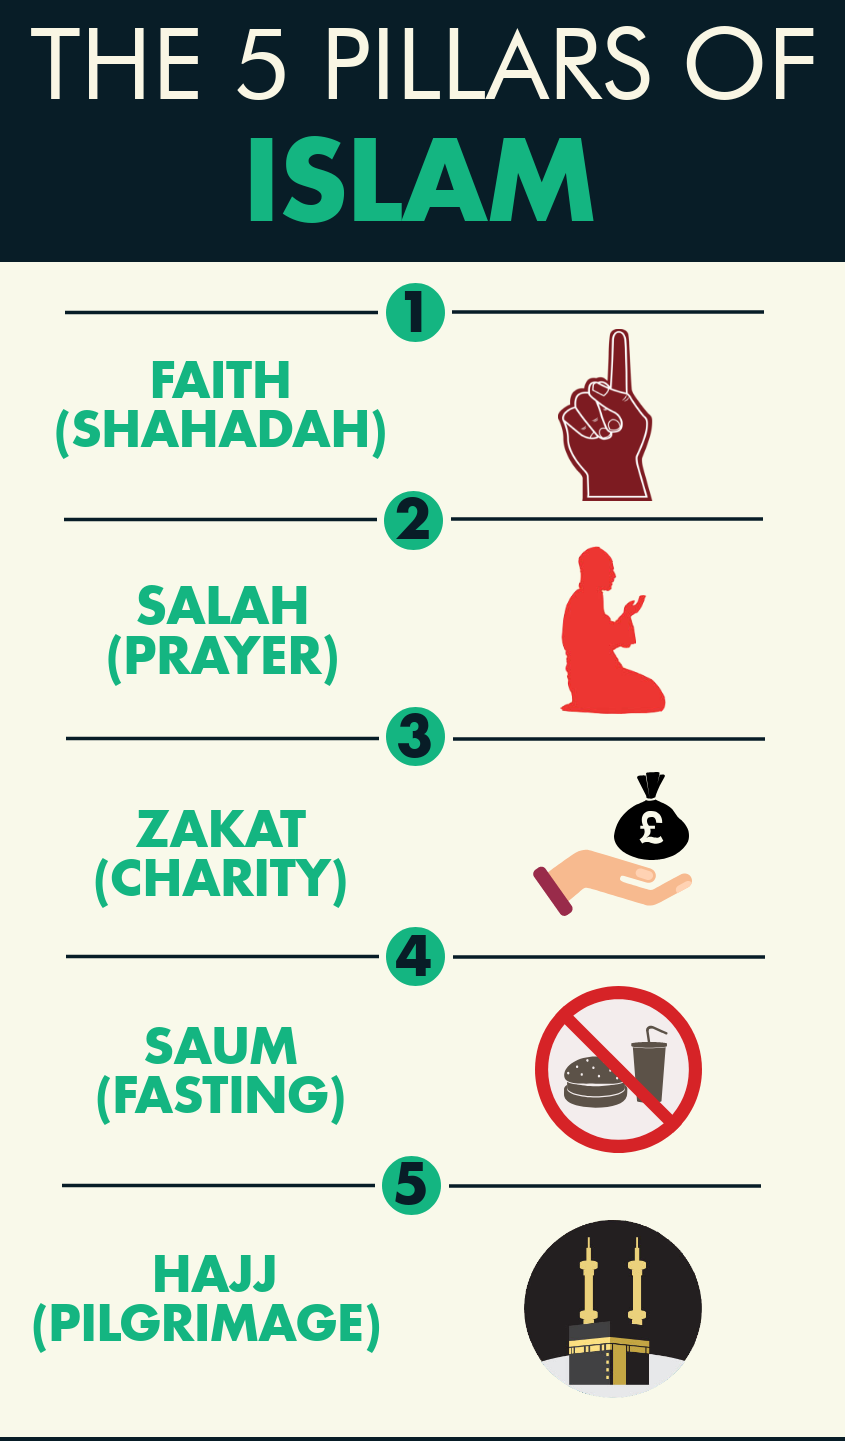 THE 5 PILLARS OF
ISLAM
1
FAITH
(SHAHADAH)
2
SALAH
(PRAYER)
3
ZAKAT
(CHARITY)
£
4
SAUM
(FASTING)
5
HAJJ
(PILGRIMAGE)